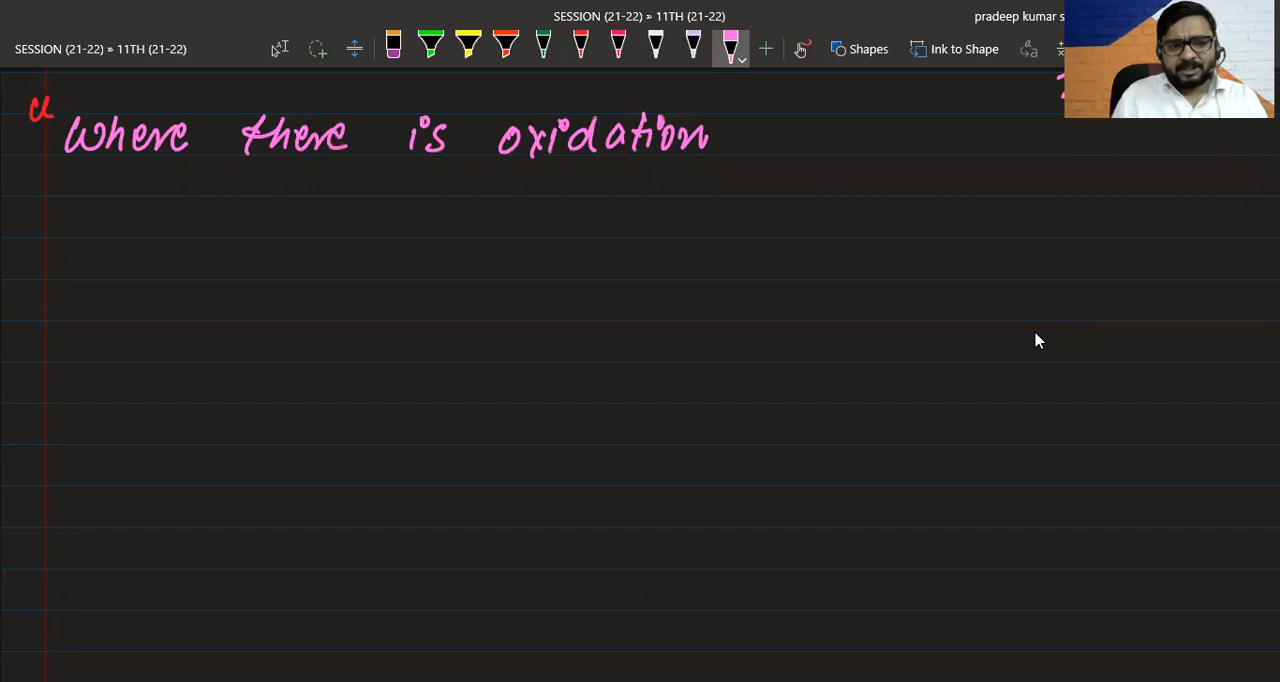 SESSION (21-22) » 11TH (21-22)
pradeep kumar s
SESSION (21-22) » 11TH (21-22)
Shapes
Ink to Shape
Where there is oxidation